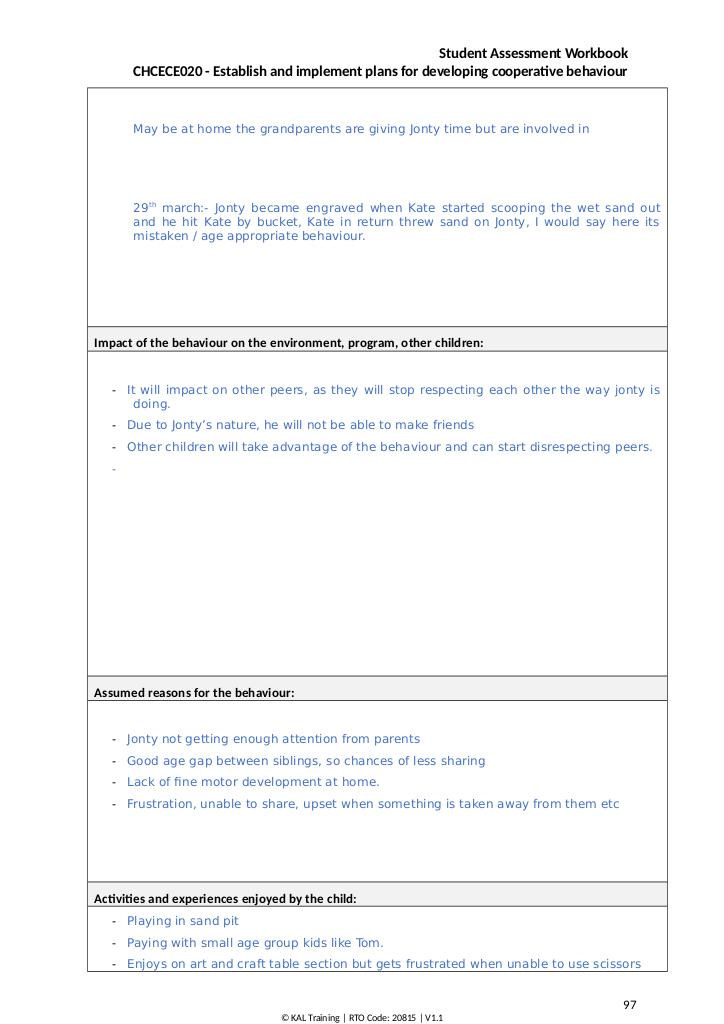 Student Assessment Workbook
CHCECE020 - Establish and implement plans for developing cooperative behaviour
May be at home the grandparents are giving Jonty time but are involved in
29th march:- Jonty became engraved when Kate started scooping the wet sand out
and he hit Kate by bucket, Kate in return threw sand on Jonty, I would say here its
mistaken / age appropriate behaviour.
Impact of the behaviour on the environment, program, other children:
- It will impact on other peers, as they will stop respecting each other the way jonty is
doing.
- Due to Jonty’s nature, he will not be able to make friends
- Other children will take advantage of the behaviour and can start disrespecting peers.
-
Assumed reasons for the behaviour:
- Jonty not getting enough attention from parents
- Good age gap between siblings, so chances of less sharing
- Lack of fine motor development at home.
- Frustration, unable to share, upset when something is taken away from them etc
Activities and experiences enjoyed by the child:
- Playing in sand pit
- Paying with small age group kids like Tom.
- Enjoys on art and craft table section but gets frustrated when unable to use scissors
97
© KAL Training | RTO Code: 20815 | V1.1